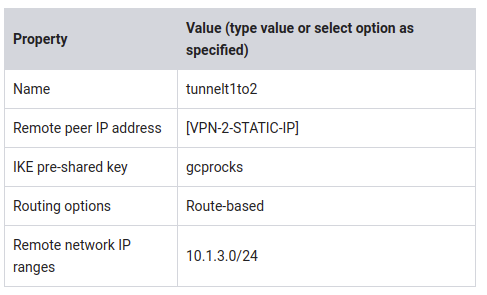 Property
Value (type value or select option as
specified)
Name
tunnelt1to2
Remote peer IP address
[VPN-2-STATIC-IP]
IKE pre-shared key
gcprocks
Routing options
Route-based
Remote network IP
ranges
10.1.3.0/24